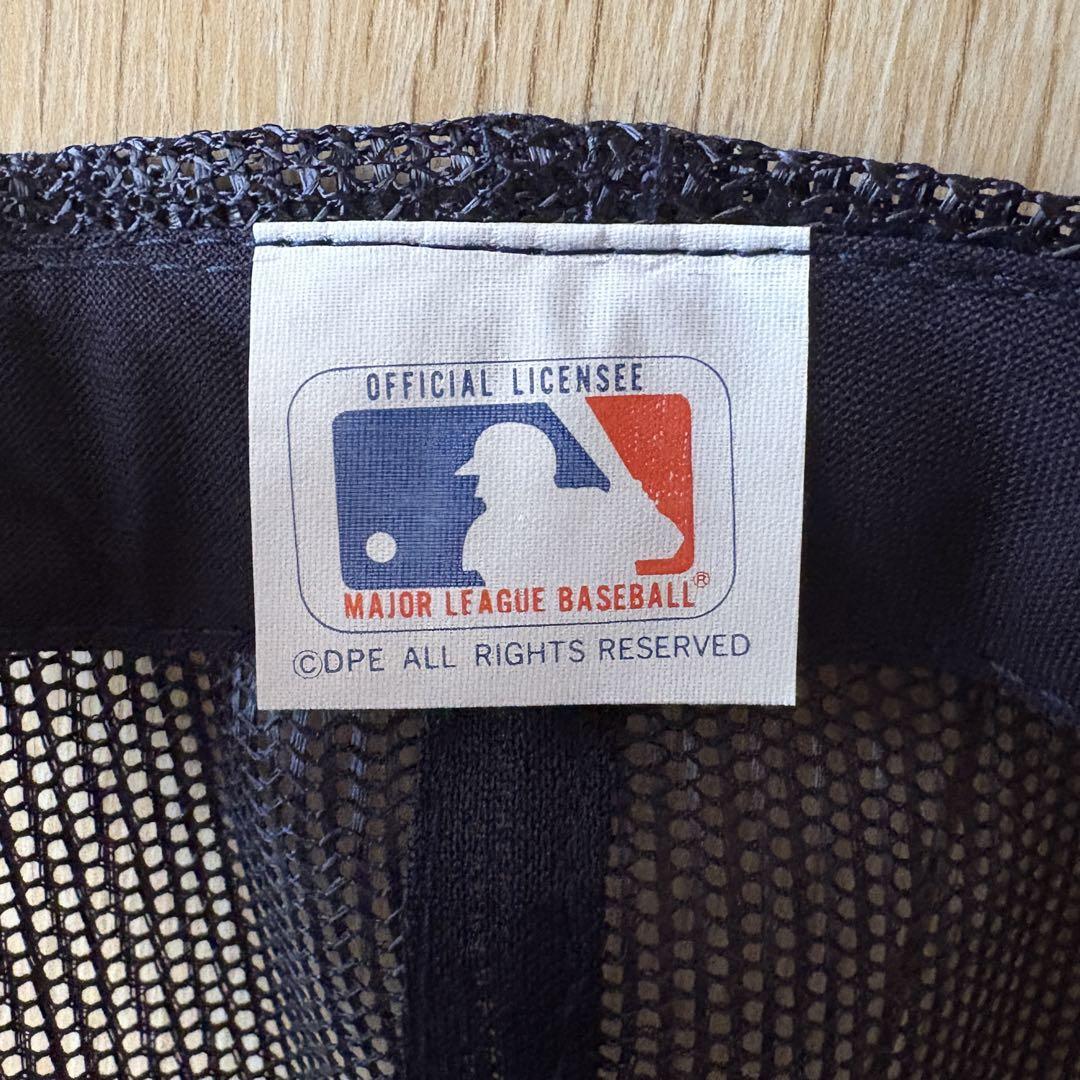 OFFICIAL LICENSEE
MAJOR LEAGUE BASEBALL®
©DPE ALL RIGHTS RESERVED